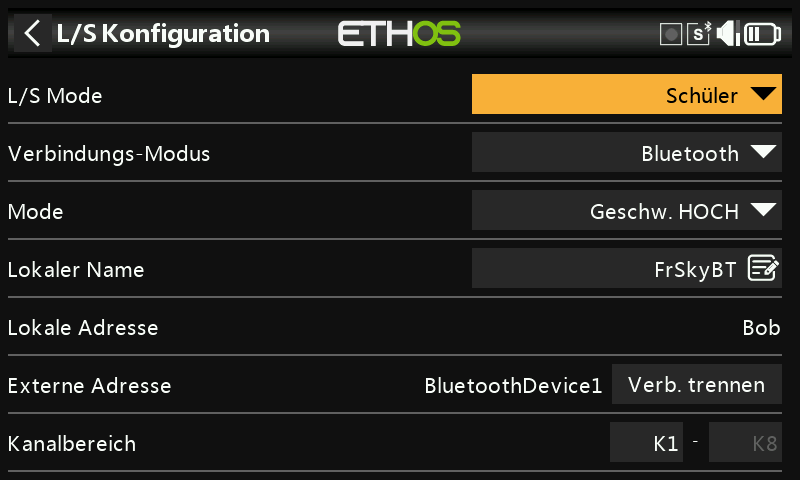 L/S Konfiguration ETHOS S
L/S Mode Schüler
Verbindungs-Modus Bluetooth
Mode Geschw. HOCH
Lokaler Name FrSkyBT
Lokale Adresse Bob
Externe Adresse BluetoothDevice1 Verb. trennen
Kanalbereich K1 - K8